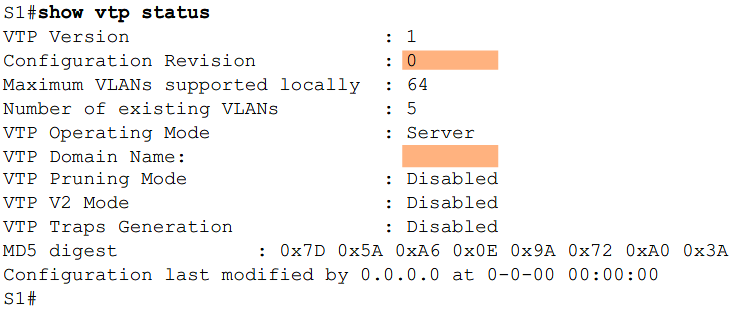 S1#show vtp status
VTP Version : 1
Configuration Revision : 0
Maximum VLANs supported locally : 64
Number of existing VLANs : 5
VTP Operating Mode : Server
VTP Domain Name:
VTP Pruning Mode : Disabled
VTP V2 Mode : Disabled
VTP Traps Generation : Disabled
MD5 digest : 0x7D 0x5A 0xA6 0x0E 0x9A 0x72 0xA0 0x3A
Configuration last modified by 0.0.0.0 at 0-0-00 00:00:00
S1#